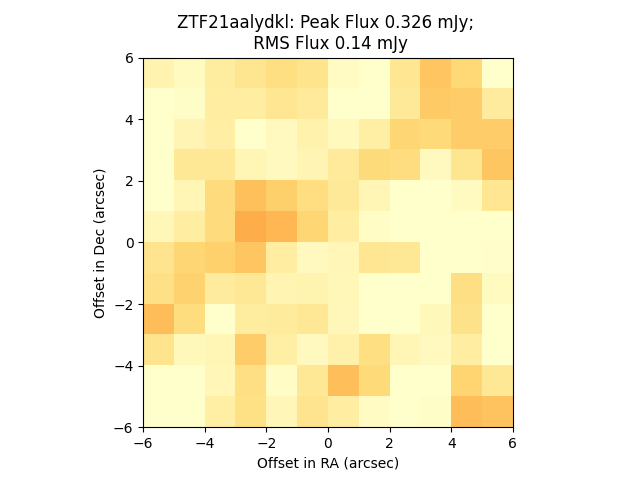 ZTF21aalydkl: Peak Flux 0.326 mJy;
RMS Flux 0.14 mJy
6
4
2
0
−2
−4
−6
Offset in Dec (arcsec)
−6 −4 −2 0 2 4 6
Offset in RA (arcsec)